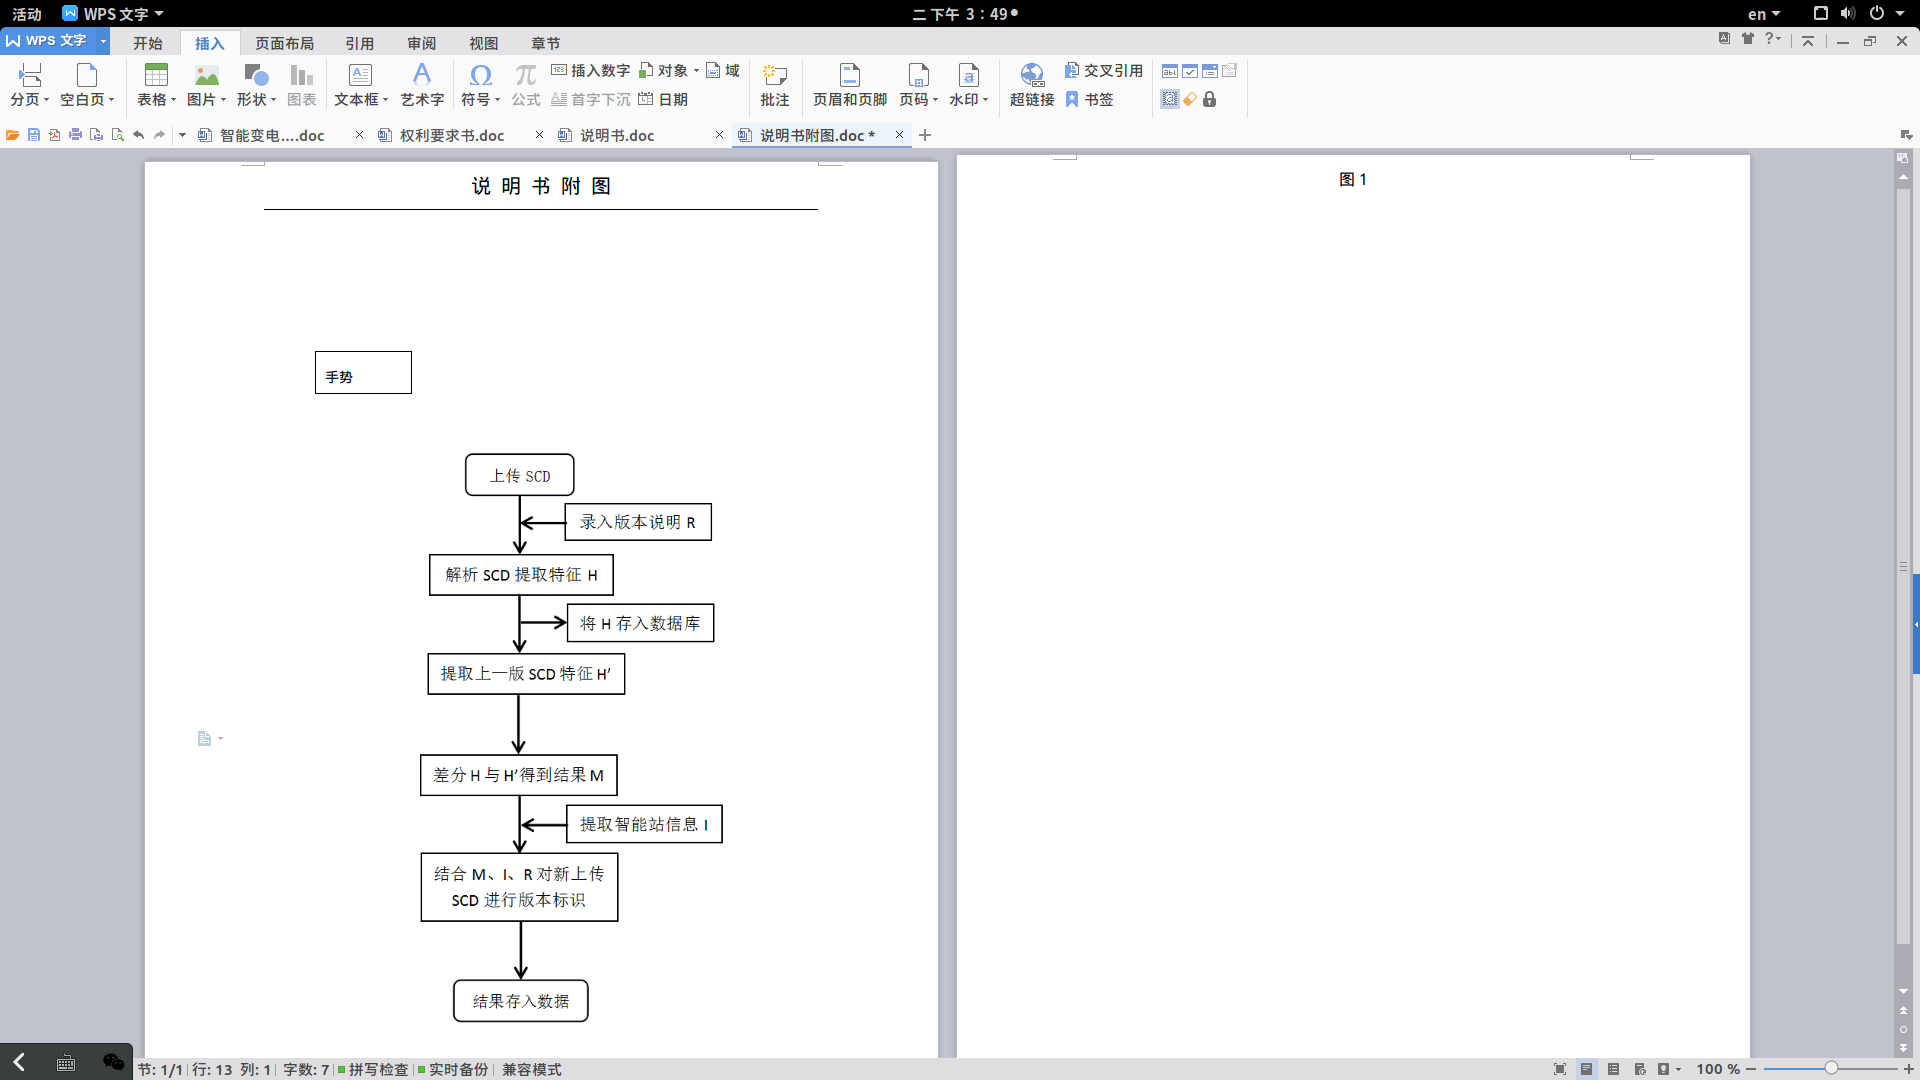 活动 WPS 文字 二 下午 3：49 en
WPS 文字 开始 插入 页面布局 引用 审阅 视图 章节
插入数字 对象 域 交叉引用
分页 空白页 表格 图片 形状 图表 文本框 艺术字 符号 公式 首字下沉 日期 批注 页眉和页脚 页码 水印 超链接 书签
智能变电....doc 权利要求书.doc 说明书.doc 说明书附图.doc *
说 明 书 附 图
手势
上传 SCD
录入版本说明 R
解析 SCD 提取特征 H
将 H 存入数据库
提取上一版 SCD 特征 H’
差分 H 与 H’得到结果 M
提取智能站信息 I
结合 M、I、R 对新上传
SCD 进行版本标识
结果存入数据
图 1
节: 1/1 行: 13 列: 1 字数: 7 拼写检查 实时备份 兼容模式 100 %